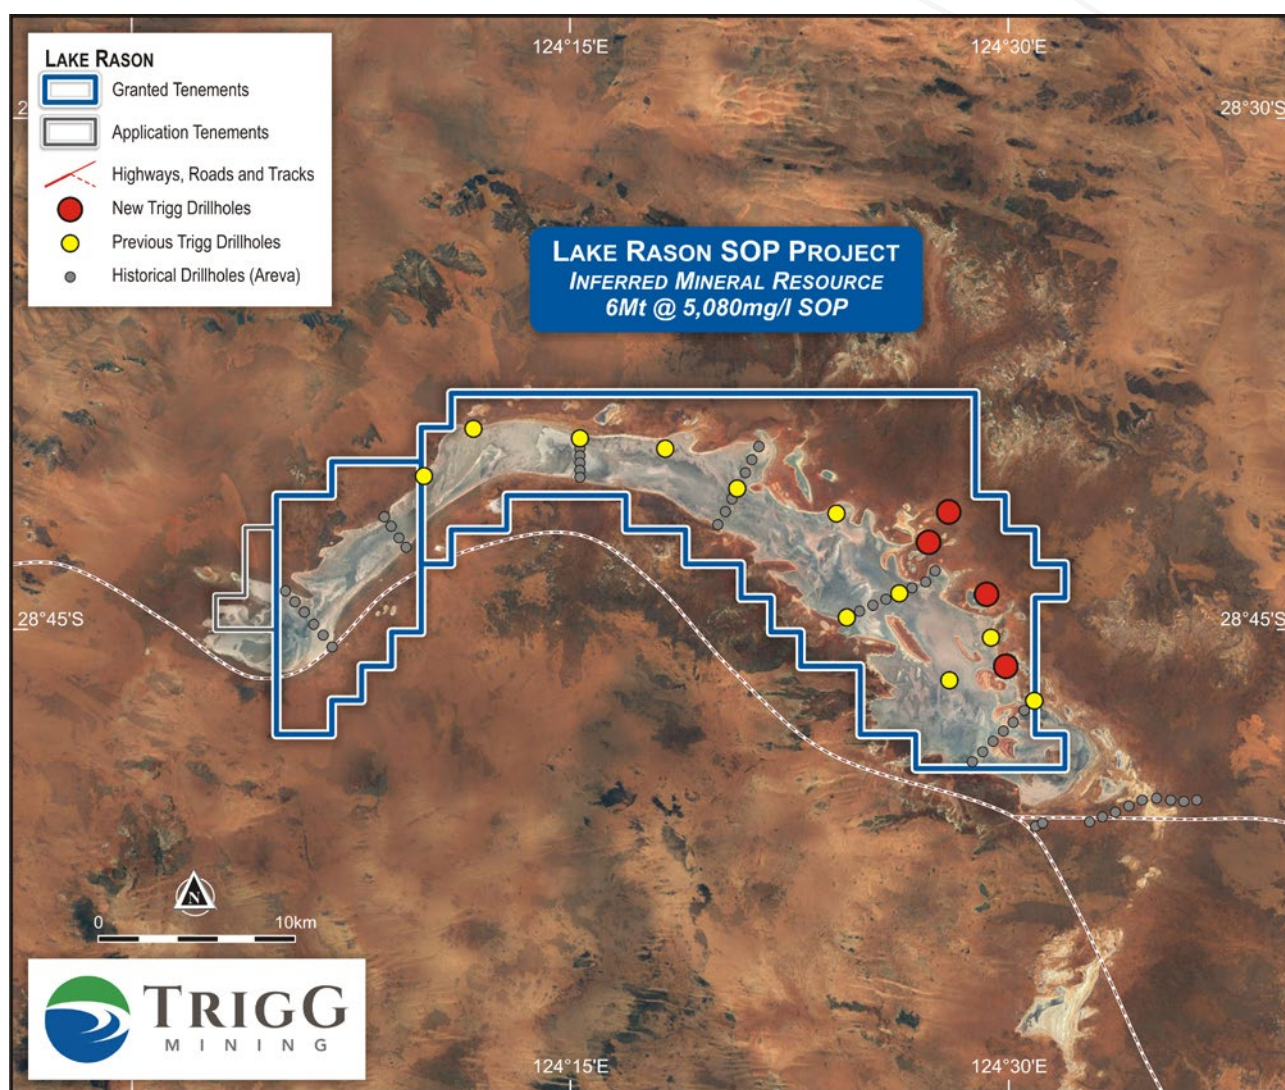 124°15'E
124°30'E
LAKE RASON
Granted Tenements
Application Tenements
Highways, Roads and Tracks
New Trigg Drillholes
Previous Trigg Drillholes
Historical Drillholes (Areva)
2
28°30'S
LAKE RASON SOP PROJECT
INFERRED MINERAL RESOURCE
6Mt @ 5,080mg/l SOP
28°45'S
28°45'S
N
0 10km
TRIGG
MINING
124°15'E
124°30'E